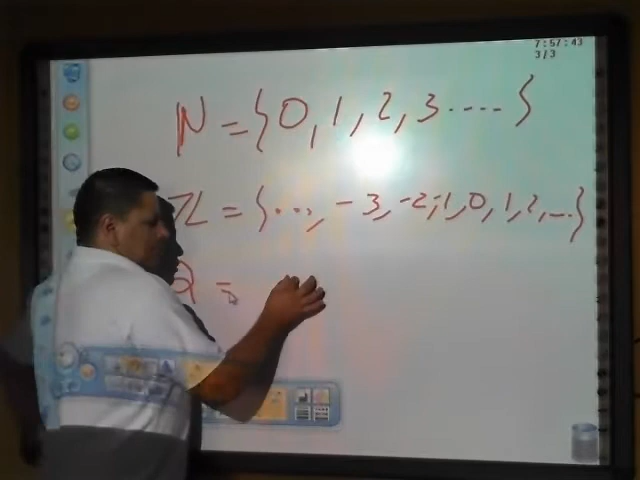 7:57:43
3/3
N = {0, 1, 2, 3 .... }
Z = {..., -3, -2, -1, 0, 1, 2, ...}
Q =